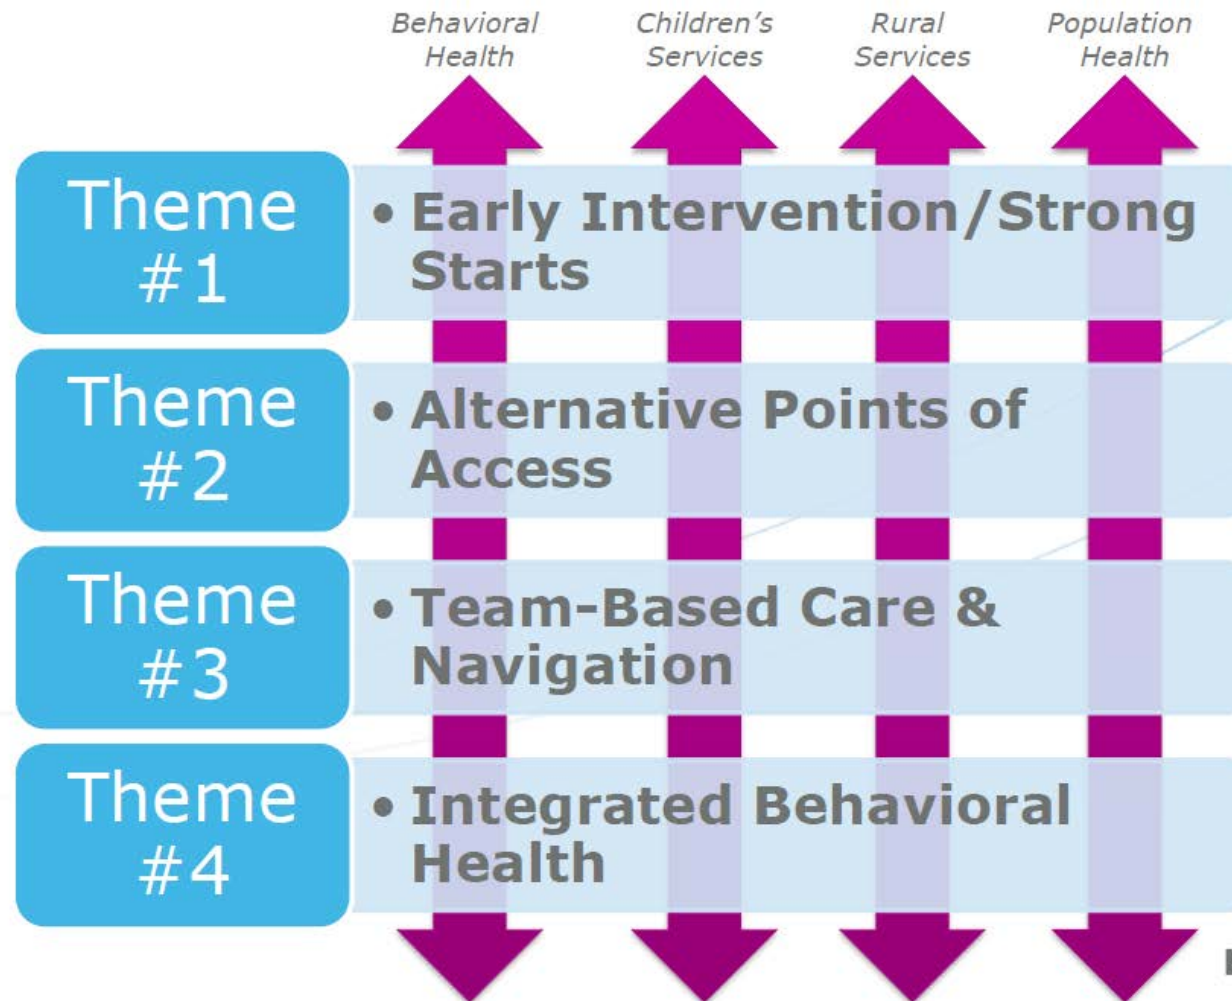 Behavioral
Health
Children’s
Services
Rural
Services
Population
Health
Theme
#1
• Early Intervention/Strong
Starts
Theme
#2
• Alternative Points of
Access
Theme
#3
• Team-Based Care &
Navigation
Theme
#4
• Integrated Behavioral
Health